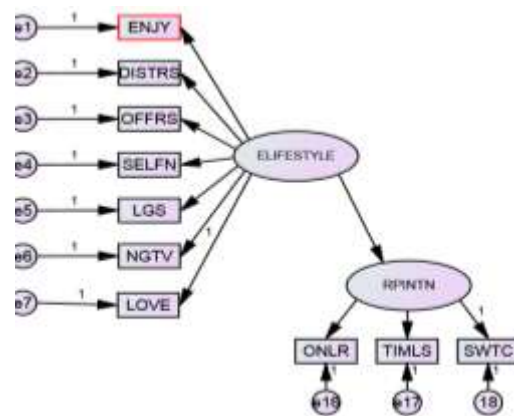 e1 1 ENJY
e2 1 DISTRS
e3 1 OFFRS
e4 1 SELFN
ELIFESTYLE
e5 1 LGS
e6 1 NGTV 1
e7 1 LOVE
RPINTN
1
ONLR TIMLS SWTC
1 1 1
e16 e17 18